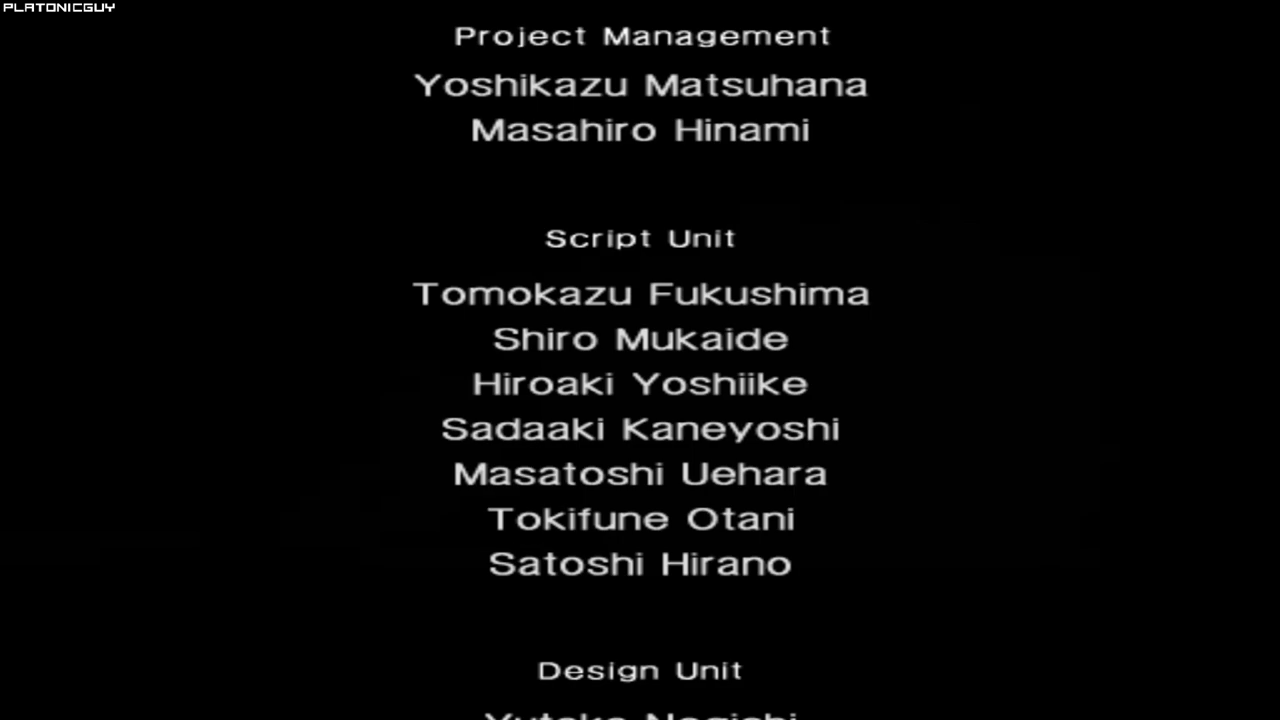 PLATONICGUY
Project Management
Yoshikazu Matsuhana
Masahiro Hinami
Script Unit
Tomokazu Fukushima
Shiro Mukaide
Hiroaki Yoshiike
Sadaaki Kaneyoshi
Masatoshi Uehara
Tokifune Otani
Satoshi Hirano
Design Unit